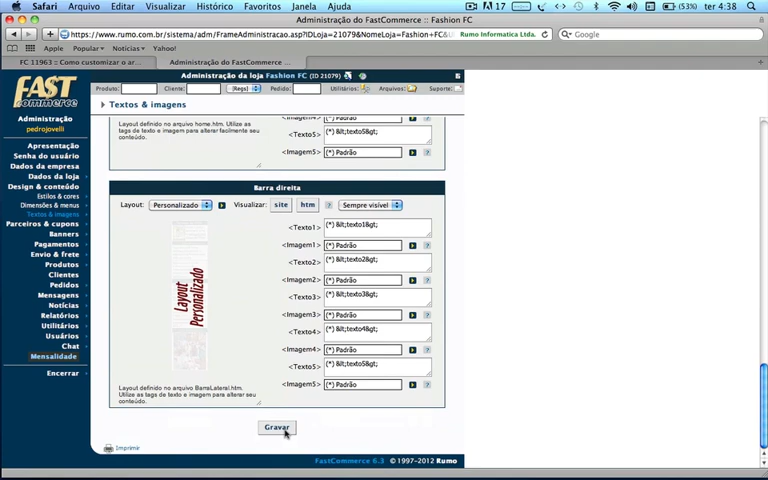 Safari Arquivo Editar Visualizar Histórico Favoritos Janela Ajuda 17 (53%) ter 4:38
Administração do FastCommerce :: Fashion FC
https://www.rumo.com.br/sistema/adm/FrameAdministracao.asp?IDLoja=21079&NomeLoja=Fashion+FC& Rumo Informatica Ltda. Google
Apple Popular Notícias Yahoo!
FC 11963 :: Como customizar o ar... Administração do FastCommerce ...
Administração da loja Fashion FC (ID 21079)
FAST commerce
Produto: Cliente: [Regs] Pedido: Utilitários: Arquivos: Suporte:
Textos & imagens
Administração
pedrojovelli
Apresentação
Senha do usuário
Dados da empresa
Dados da loja
Design & conteúdo
Estilos & cores
Dimensões & menus
Textos & imagens
Parceiros & cupons
Banners
Pagamentos
Envio & frete
Produtos
Clientes
Pedidos
Mensagens
Notícias
Relatórios
Utilitários
Usuários
Chat
Mensalidade
Encerrar
Layout definido no arquivo home.htm. Utilize as
tags de texto e imagem para alterar facilmente seu
conteúdo.
<Imagem4> (*) Padrão
<Texto5> (*) &lt;texto5&gt;
<Imagem5> (*) Padrão
Barra direita
Layout: Personalizado Visualizar: site htm Sempre visível
Layout Personalizado
<Texto1> (*) &lt;texto1&gt;
<Imagem1> (*) Padrão
<Texto2> (*) &lt;texto2&gt;
<Imagem2> (*) Padrão
<Texto3> (*) &lt;texto3&gt;
<Imagem3> (*) Padrão
<Texto4> (*) &lt;texto4&gt;
<Imagem4> (*) Padrão
<Texto5> (*) &lt;texto5&gt;
<Imagem5> (*) Padrão
Layout definido no arquivo BarraLateral.htm.
Utilize as tags de texto e imagem para alterar seu
conteúdo.
Gravar
Imprimir
FastCommerce 6.3 © 1997-2012 Rumo